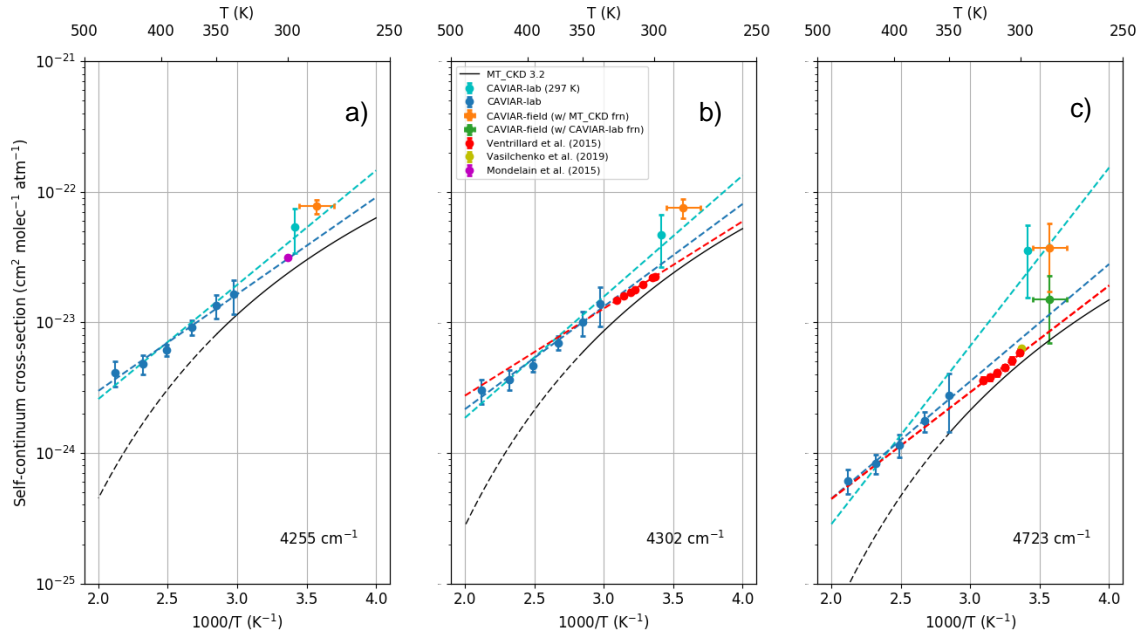 T (K)
T (K)
T (K)
500 400 350 300 250
500 400 350 300 250
500 400 350 300 250
Self-continuum cross-section (cm² molec⁻¹ atm⁻¹)
10⁻²¹
10⁻²²
10⁻²³
10⁻²⁴
10⁻²⁵
a)
b)
c)
MT_CKD 3.2
CAVIAR-lab (297 K)
CAVIAR-lab
CAVIAR-field (w/ MT_CKD frn)
CAVIAR-field (w/ CAVIAR-lab frn)
Ventrillard et al. (2015)
Vasilchenko et al. (2019)
Mondelain et al. (2015)
4255 cm⁻¹
4302 cm⁻¹
4723 cm⁻¹
2.0 2.5 3.0 3.5 4.0
2.0 2.5 3.0 3.5 4.0
2.0 2.5 3.0 3.5 4.0
1000/T (K⁻¹)
1000/T (K⁻¹)
1000/T (K⁻¹)